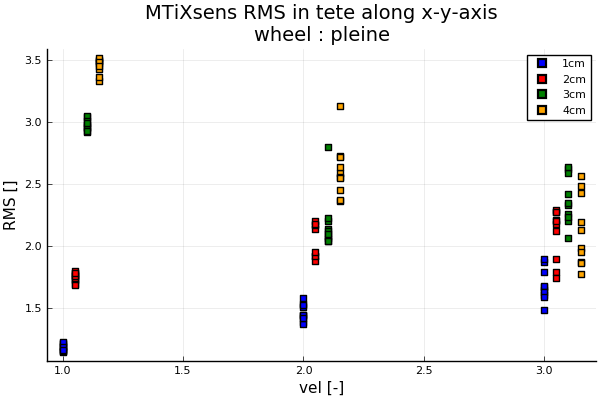 MTiXsens RMS in tete along x-y-axis
wheel : pleine
3.5
3.0
2.5
2.0
1.5
RMS []
1cm
2cm
3cm
4cm
1.0 1.5 2.0 2.5 3.0
vel [-]